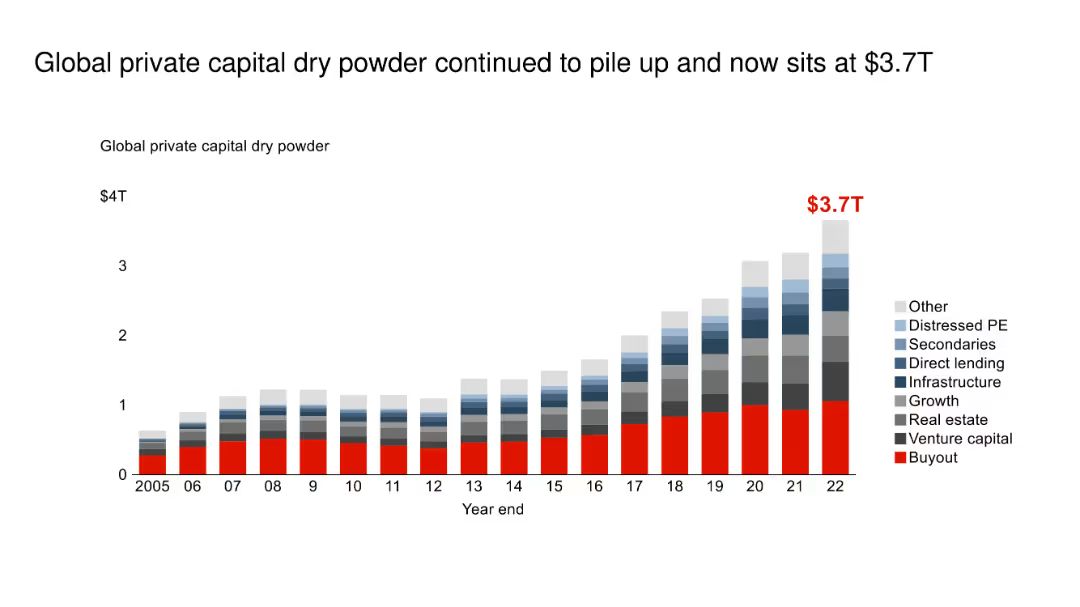 Global private capital dry powder continued to pile up and now sits at $3.7T
Global private capital dry powder
$4T
3
2
1
0
$3.7T
2005 06 07 08 9 10 11 12 13 14 15 16 17 18 19 20 21 22
Year end
Other
Distressed PE
Secondaries
Direct lending
Infrastructure
Growth
Real estate
Venture capital
Buyout